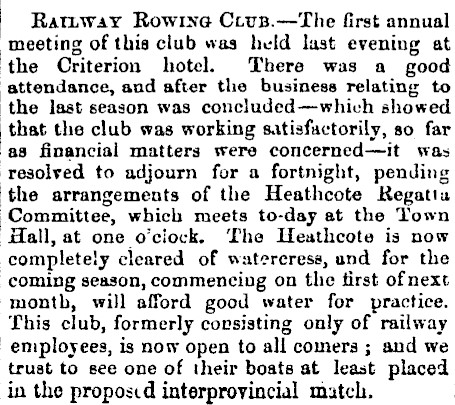 RAILWAY ROWING CLUB.—The first annual
meeting of this club was held last evening at
the Criterion hotel. There was a good
attendance, and after the business relating to
the last season was concluded—which showed
that the club was working satisfactorily, so far
as financial matters were concerned—it was
resolved to adjourn for a fortnight, pending
the arrangements of the Heathcote Regatta
Committee, which meets to-day at the Town
Hall, at one o'clock. The Heathcote is now
completely cleared of watercress, and for the
coming season, commencing on the first of next
month, will afford good water for practice.
This club, formerly consisting only of railway
employees, is now open to all comers ; and we
trust to see one of their boats at least placed
in the proposed interprovincial match.